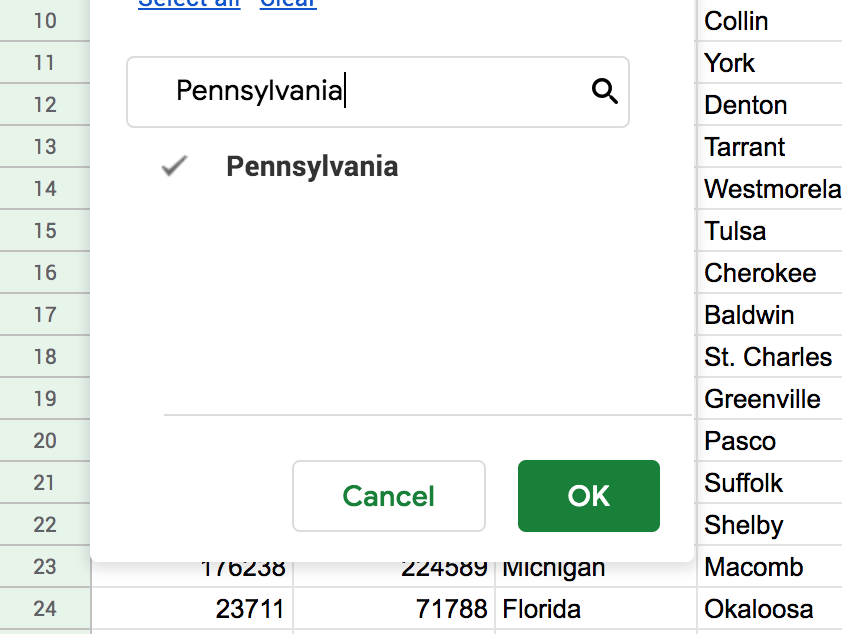 Select all Clear
10 Collin
Pennsylvania
11 York
12 Denton
13 Tarrant
Pennsylvania
14 Westmorela
15 Tulsa
16 Cherokee
17 Baldwin
18 St. Charles
19 Greenville
20 Pasco
21 Suffolk
Cancel OK
22 Shelby
23 176238 224589 Michigan Macomb
24 23711 71788 Florida Okaloosa